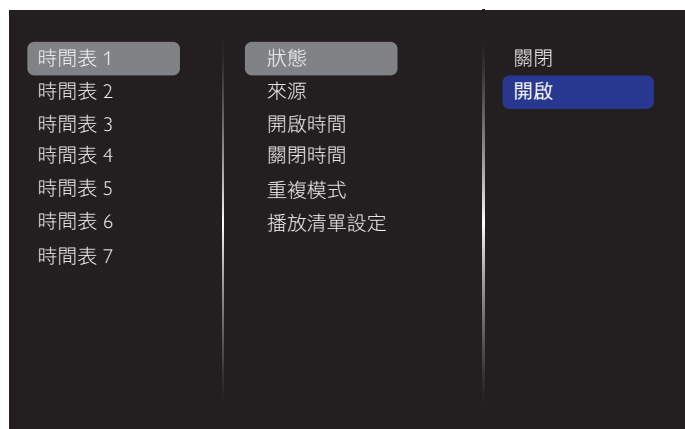 時間表 1
時間表 2
時間表 3
時間表 4
時間表 5
時間表 6
時間表 7
狀態
來源
開啟時間
關閉時間
重複模式
播放清單設定
關閉
開啟